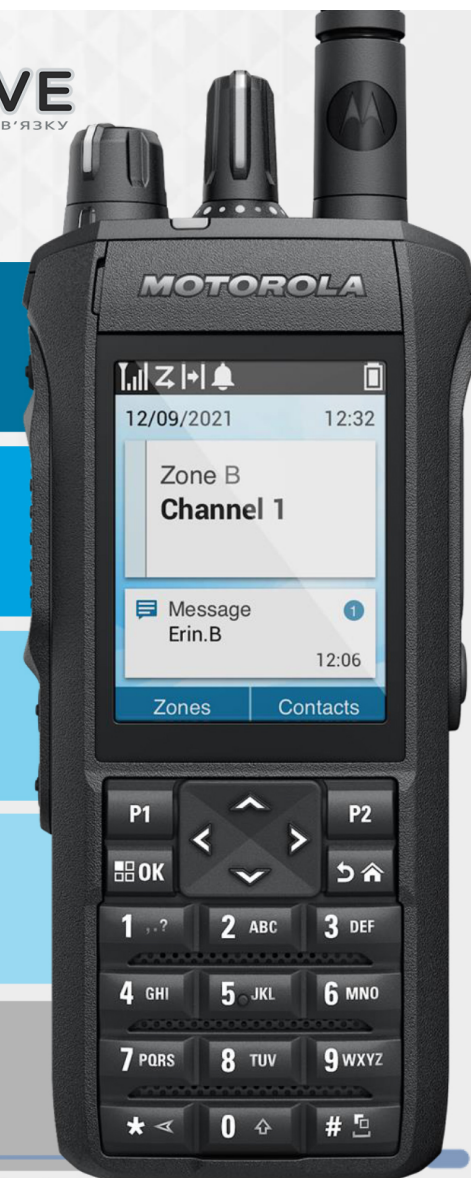 VE
В'ЯЗКУ
MOTOROLA
12/09/2021 12:32
Zone B
Channel 1
Message 1
Erin.B
12:06
Zones Contacts
P1 P2
OK
1 ,.? 2 ABC 3 DEF
4 GHI 5 JKL 6 MNO
7 PQRS 8 TUV 9 WXYZ
* 0 #